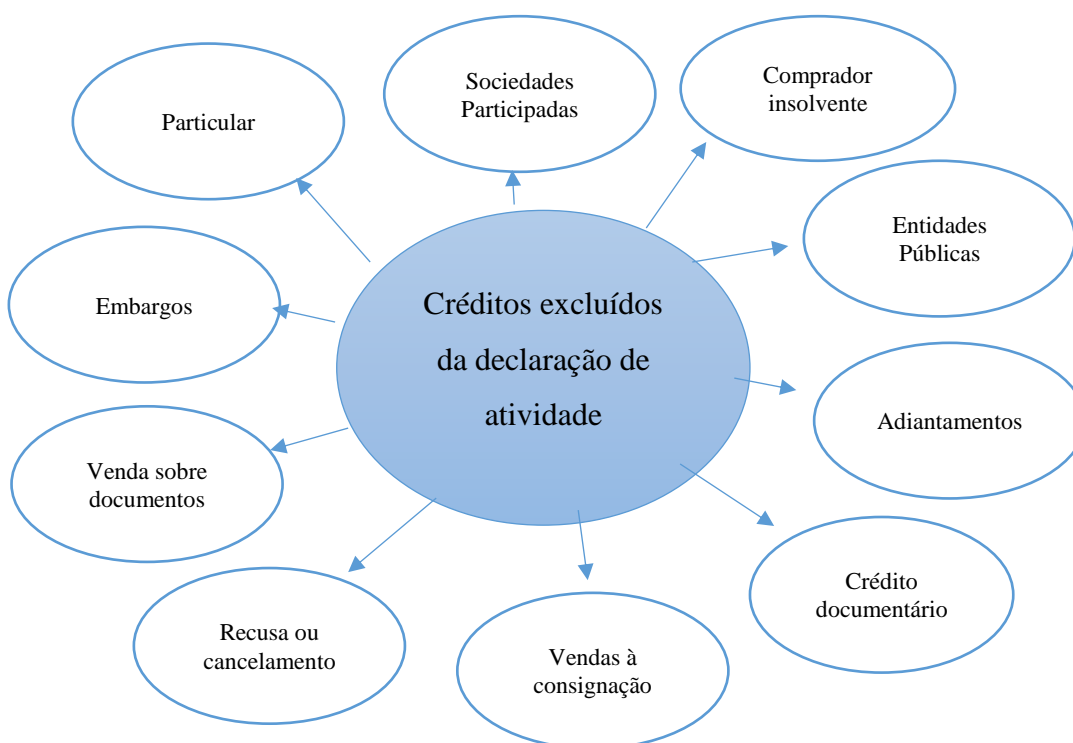 Sociedades
Participadas
Comprador
insolvente
Particular
Entidades
Públicas
Embargos
Créditos excluídos
da declaração de
atividade
Adiantamentos
Venda sobre
documentos
Crédito
documentário
Recusa ou
cancelamento
Vendas à
consignação